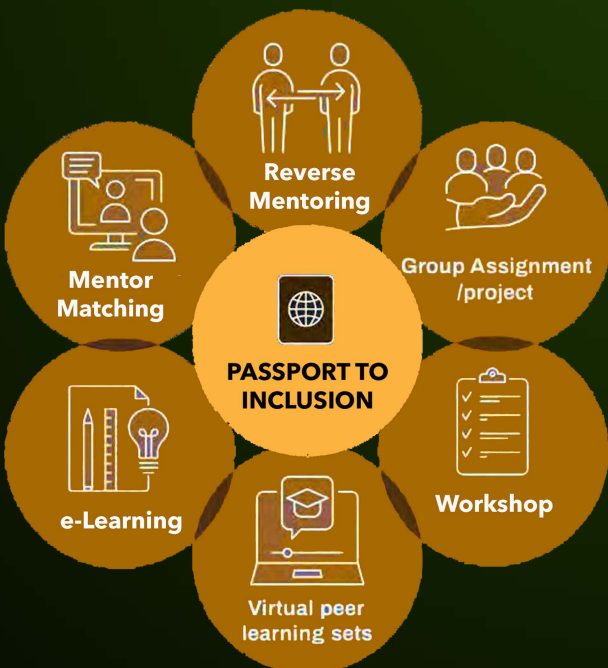 Reverse
Mentoring
Mentor
Matching
Group Assignment
/project
PASSPORT TO
INCLUSION
e-Learning
Workshop
Virtual peer
learning sets